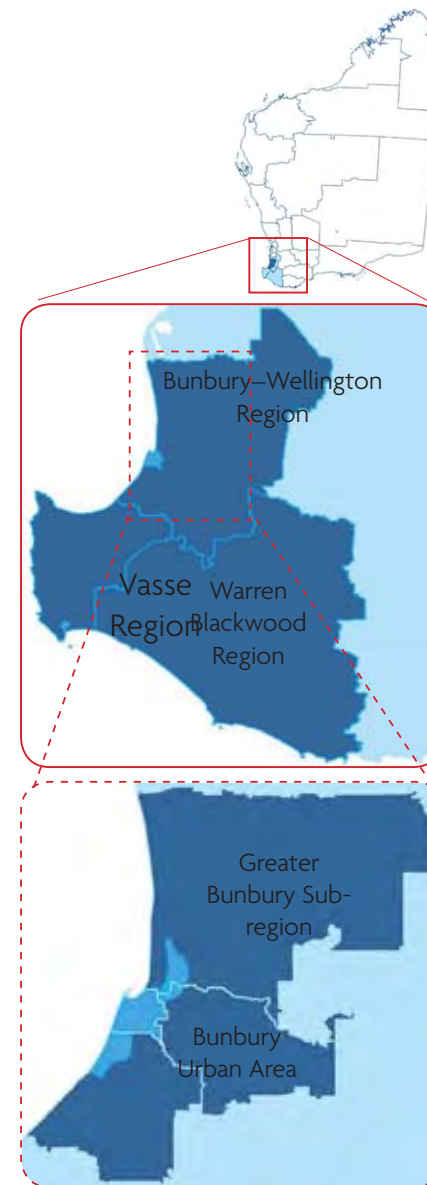 Bunbury–Wellington
Region
Vasse
Region
Warren
Blackwood
Region
Greater
Bunbury Sub-
region
Bunbury
Urban Area